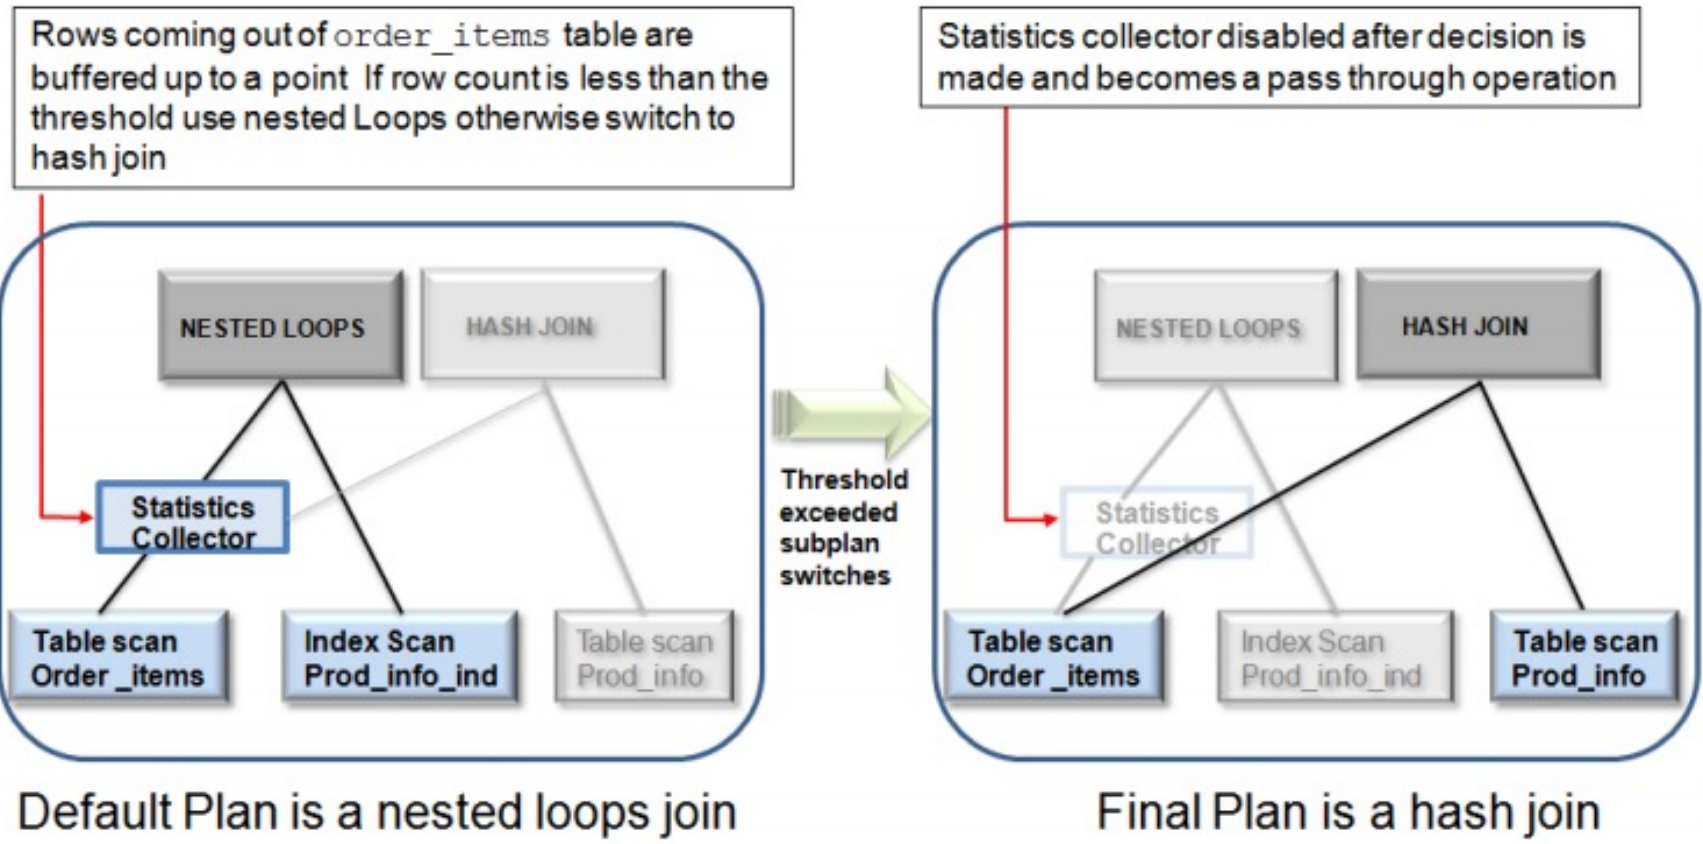 Rows coming out of order_items table are
buffered up to a point If row count is less than the
threshold use nested Loops otherwise switch to
hash join
Statistics collector disabled after decision is
made and becomes a pass through operation
NESTED LOOPS
HASH JOIN
Statistics
Collector
Table scan
Order _items
Index Scan
Prod_info_ind
Table scan
Prod_info
Threshold
exceeded
subplan
switches
NESTED LOOPS
HASH JOIN
Statistics
Collector
Table scan
Order _items
Index Scan
Prod_info_ind
Table scan
Prod_info
Default Plan is a nested loops join
Final Plan is a hash join